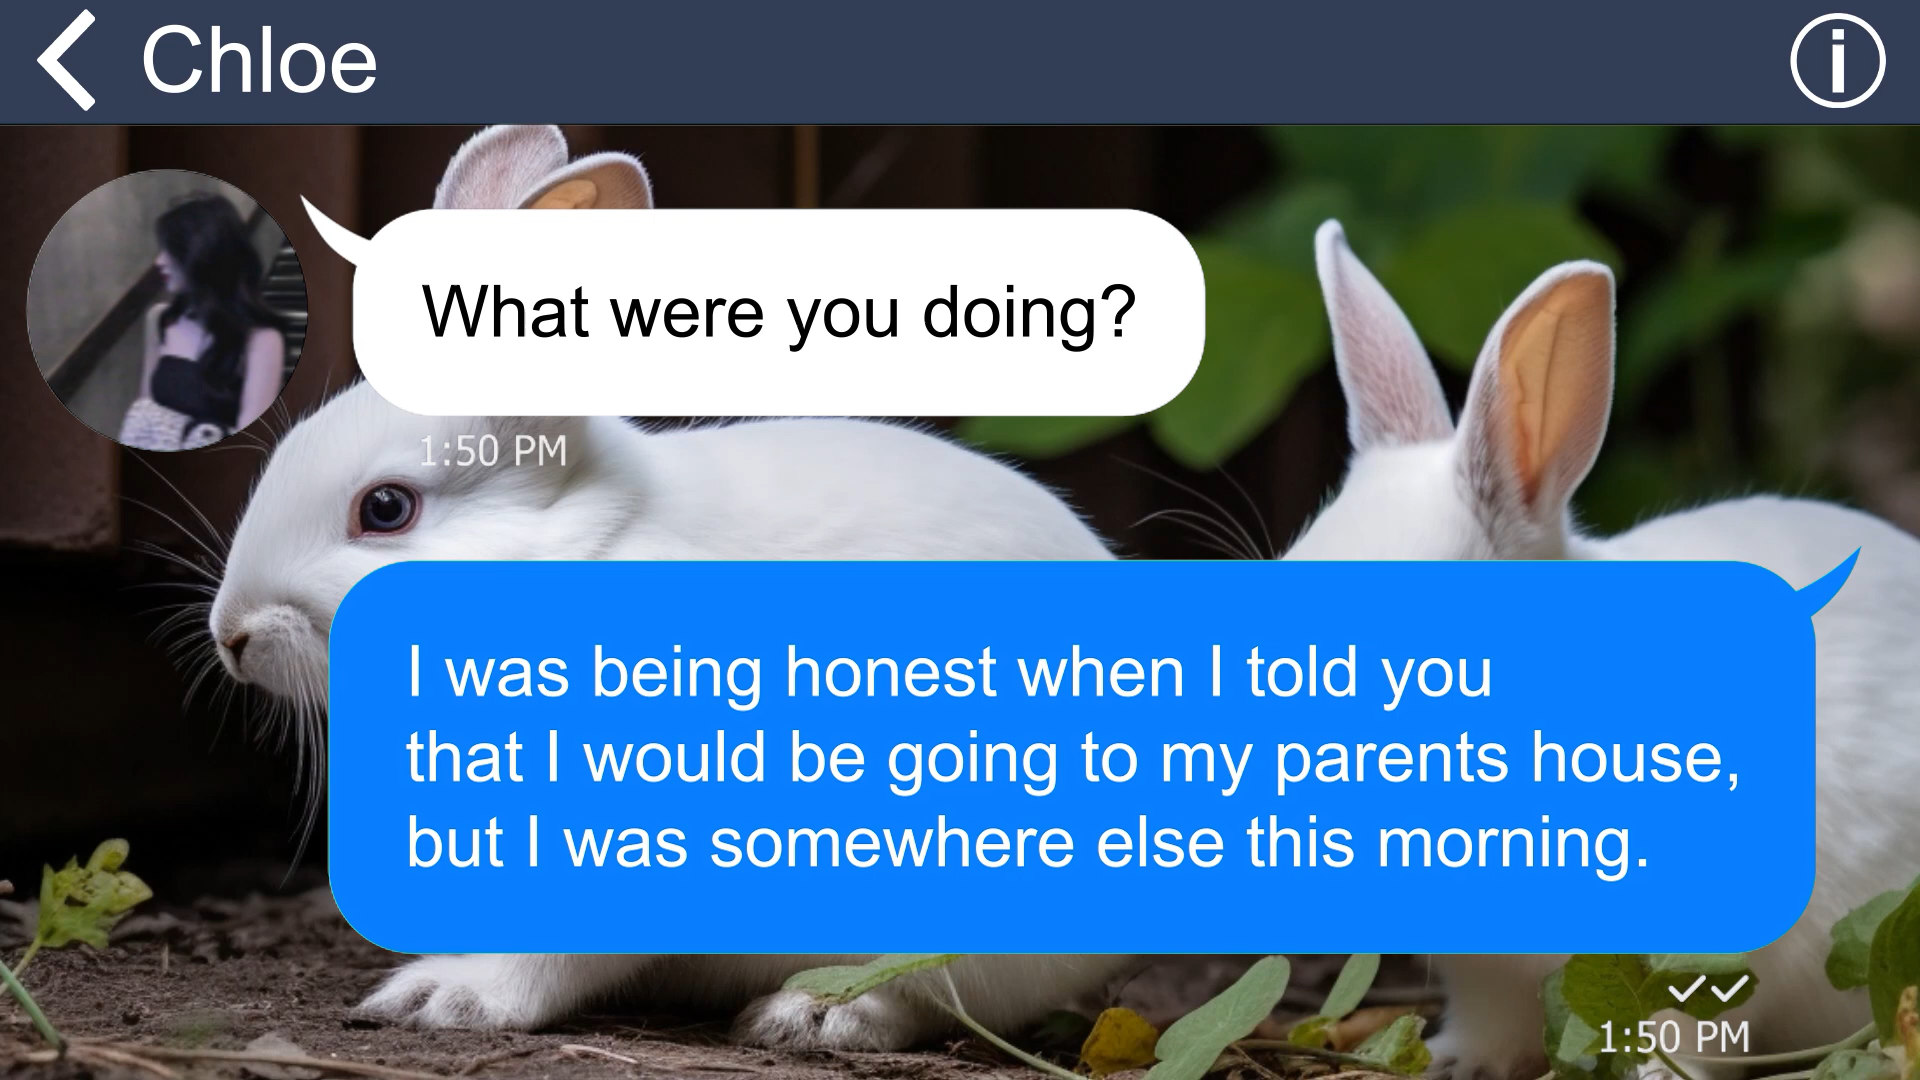 Chloe
What were you doing?
1:50 PM
I was being honest when I told you
that I would be going to my parents house,
but I was somewhere else this morning.
1:50 PM